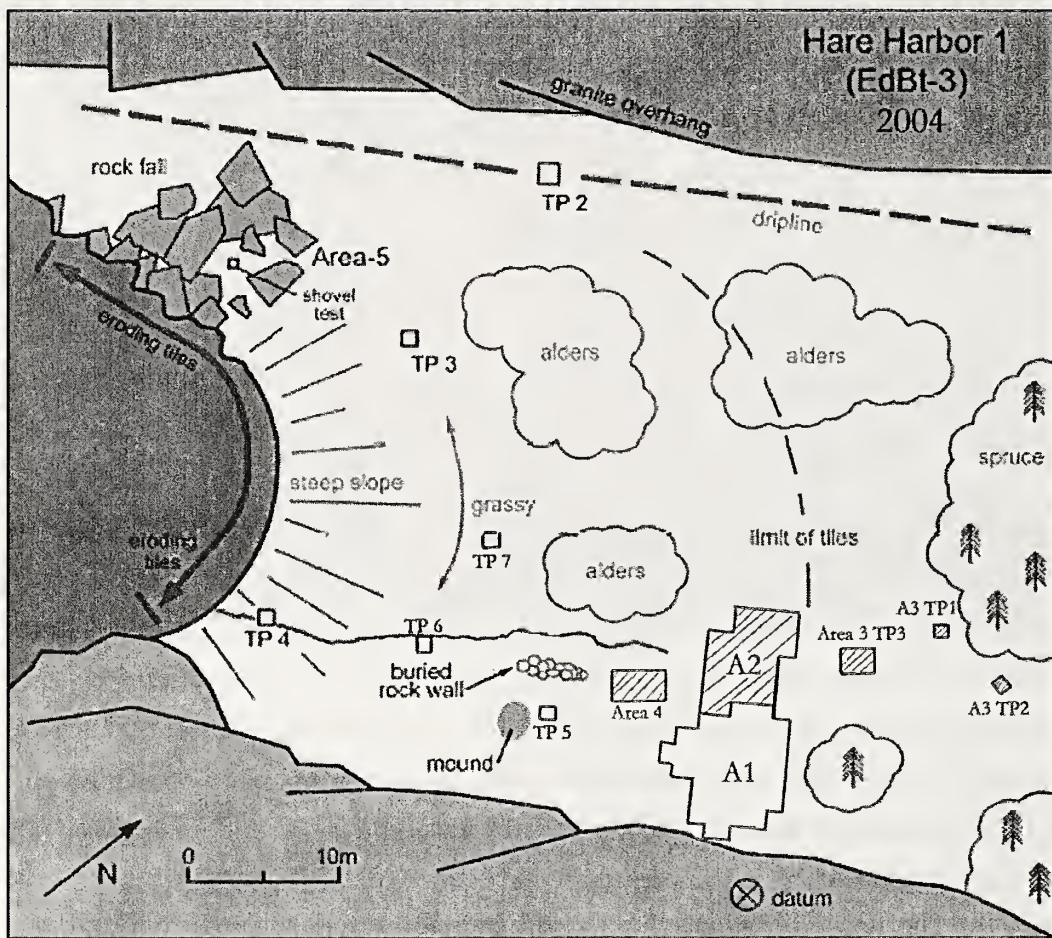 Hare Harbor 1
(EdBt-3)
2004
granite overhang
rock fall
TP 2
dripline
Area-5
shovel
test
eroding tiles
TP 3
alders
alders
spruce
steep slope
grassy
eroding
tiles
TP 7
limit of tiles
alders
TP 4
TP 6
A3 TP1
Area 3 TP3
buried
rock wall
A2
Area 4
A3 TP2
TP 5
mound
A1
N
0
10m
datum